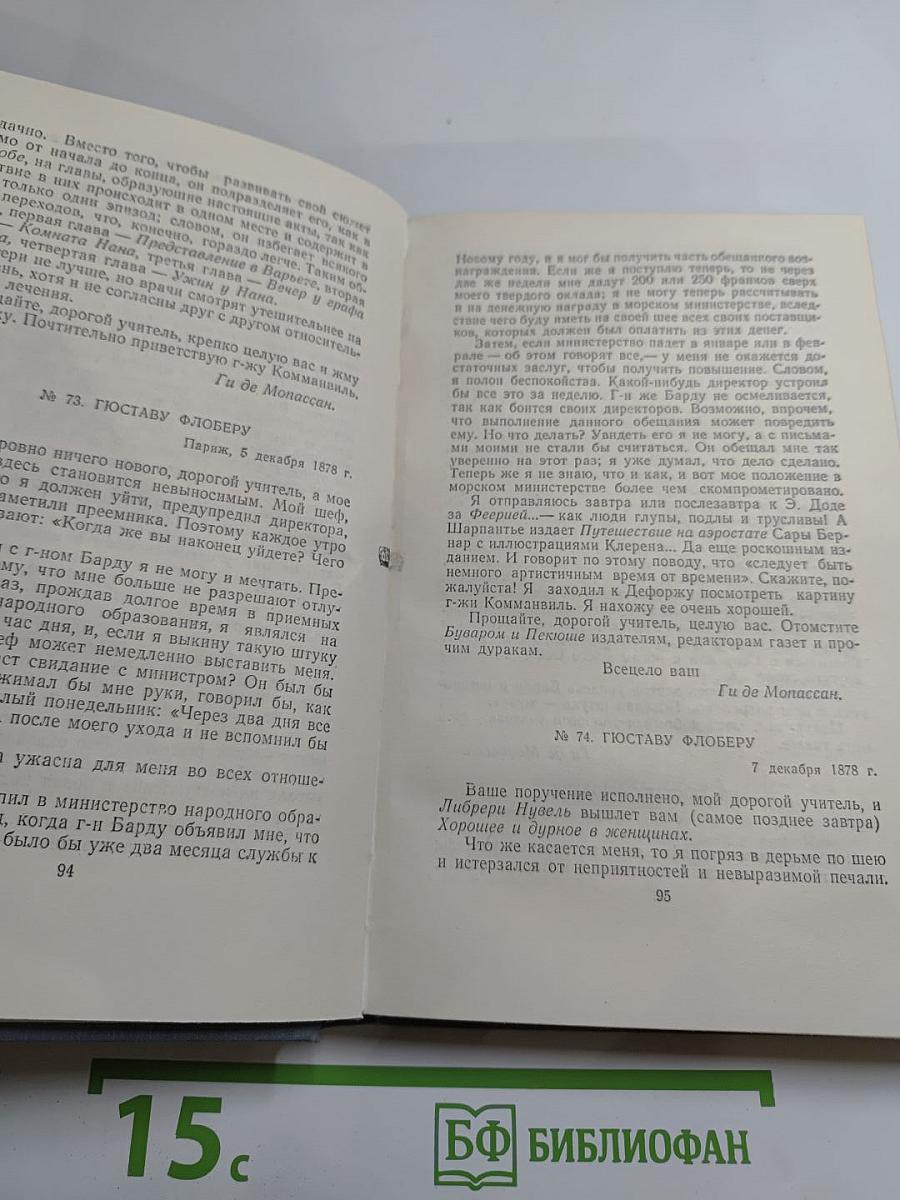 дачно. Вместо того, чтобы развивать свой сюжет
мо от начала до конца, он подразделяет его, как в
обе, на главы, образующие настоящие акты, так как
твие в них происходит в одном месте и содержит в
только один эпизод; словом, он избегает всякого
переходов, что, конечно, гораздо легче. Таким об-
, первая глава — Представление в Варьете, вторая
— Комната Нана, третья глава — Вечер у графа
а, четвертая глава — Ужин у Нана.
ери не лучше, но врачи смотрят утешительнее на
знь, хотя и не согласны друг с другом относитель-
лечения.
щайте, дорогой учитель, крепко целую вас и жму
ку. Почтительно приветствую г-жу Комманвиль.
Ги де Мопассан.
№ 73. ГЮСТАВУ ФЛОБЕРУ
Париж, 5 декабря 1878 г.
ровно ничего нового, дорогой учитель, а мое
здесь становится невыносимым. Мой шеф,
о я должен уйти, предупредил директора,
аметили преемника. Поэтому каждое утро
вают: «Когда же вы наконец уйдете? Чего
и с г-ном Барду я не могу и мечтать. Пре-
му, что мне больше не разрешают отлу-
аз, прождав долгое время в приемных
народного образования, я являлся на
час дня, и, если я выкину такую штуку
еф может немедленно выставить меня.
ст свидание с министром? Он был бы
жимал бы мне руки, говорил бы, как
лый понедельник: «Через два дня все
после моего ухода и не вспомнил бы
а ужасна для меня во всех отноше-
пил в министерство народного обра-
д, когда г-н Барду объявил мне, что
было бы уже два месяца службы к
94
Новому году, и я мог бы получить часть обещанного воз-
награждения. Если же я поступлю теперь, то не через
две же недели мне дадут 200 или 250 франков сверх
моего твердого оклада; я не могу теперь рассчитывать
и на денежную награду в морском министерстве, вслед-
ствие чего буду иметь на своей шее всех своих поставщи-
ков, которых должен был оплатить из этих денег.
Затем, если министерство падет в январе или в фев-
рале — об этом говорят все,— у меня не окажется до-
статочных заслуг, чтобы получить повышение. Словом,
я полон беспокойства. Какой-нибудь директор устроил
бы все это за неделю. Г-н же Барду не осмеливается,
так как боится своих директоров. Возможно, впрочем,
что выполнение данного обещания может повредить
ему. Но что делать? Увидеть его я не могу, а с письма-
ми моими не стали бы считаться. Он обещал мне так
уверенно на этот раз; я уже думал, что дело сделано.
Теперь же я не знаю, что и как, и вот мое положение в
морском министерстве более чем скомпрометировано.
Я отправляюсь завтра или послезавтра к Э. Доде
за Феерией...— как люди глупы, подлы и трусливы! А
Шарпантье издает Путешествие на аэростате Сары Бер-
нар с иллюстрациями Клерена... Да еще роскошным из-
данием. И говорит по этому поводу, что «следует быть
немного артистичным время от времени». Скажите, по-
жалуйста! Я заходил к Дефоржу посмотреть картину
г-жи Комманвиль. Я нахожу ее очень хорошей.
Прощайте, дорогой учитель, целую вас. Отомстите
Буваром и Пекюше издателям, редакторам газет и про-
чим дуракам.
Всецело ваш
Ги де Мопассан.
№ 74. ГЮСТАВУ ФЛОБЕРУ
7 декабря 1878 г.
Ваше поручение исполнено, мой дорогой учитель, и
Либрери Нувель вышлет вам (самое позднее завтра)
Хорошее и дурное в женщинах.
Что же касается меня, то я погряз в дерьме по шею
и истерзался от неприятностей и невыразимой печали.
95
15 с
БФ БИБЛИОФАН